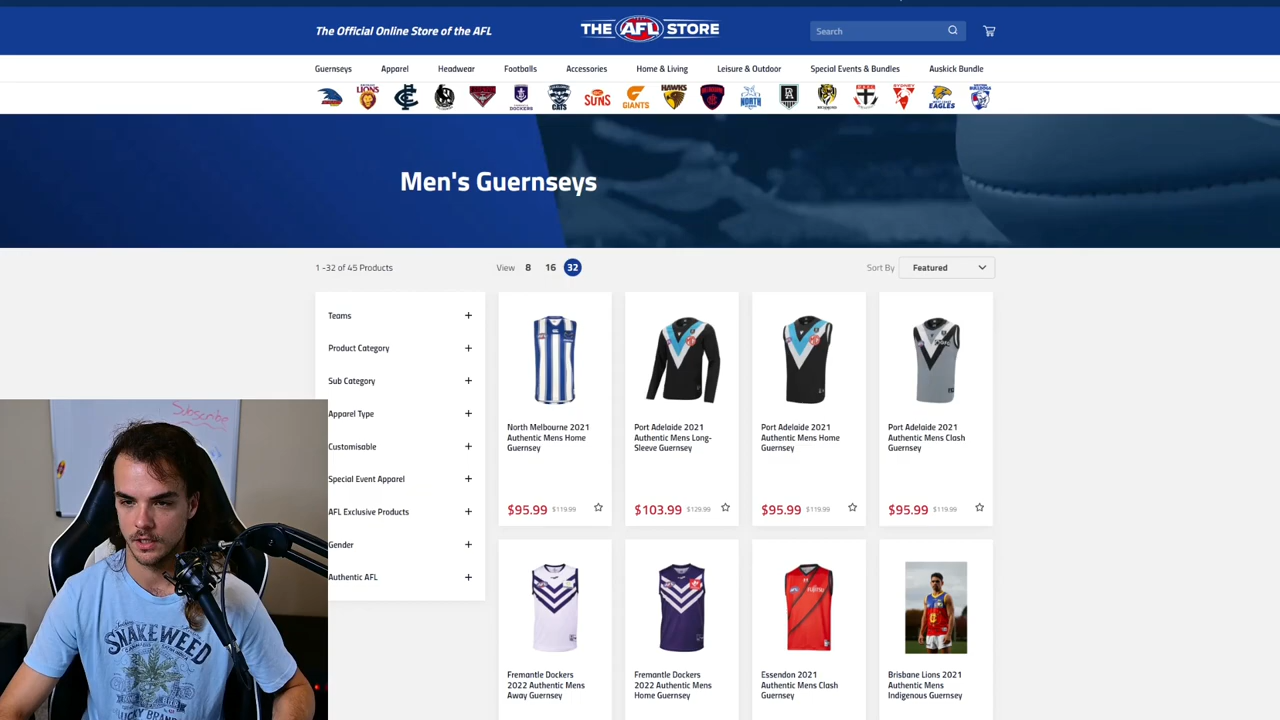 The Official Online Store of the AFL
THE AFL STORE
Search
Guernseys Apparel Headwear Footballs Accessories Home & Living Leisure & Outdoor Special Events & Bundles Auskick Bundle
LIONS
DOCKERS
CATS
SUNS
GIANTS
HAWKS
NORTH
SYDNEY
EAGLES
Men's Guernseys
1 -32 of 45 Products
View 8 16 32
Sort By Featured
Teams +
Product Category +
Sub Category +
Apparel Type +
Customisable +
Special Event Apparel +
AFL Exclusive Products +
Gender +
Authentic AFL +
North Melbourne 2021
Authentic Mens Home
Guernsey
$95.99 $119.99
Port Adelaide 2021
Authentic Mens Long-
Sleeve Guernsey
$103.99 $129.99
Port Adelaide 2021
Authentic Mens Home
Guernsey
$95.99 $119.99
Port Adelaide 2021
Authentic Mens Clash
Guernsey
$95.99 $119.99
Fremantle Dockers
2022 Authentic Mens
Away Guernsey
Fremantle Dockers
2022 Authentic Mens
Home Guernsey
Essendon 2021
Authentic Mens Clash
Guernsey
Brisbane Lions 2021
Authentic Mens
Indigenous Guernsey
Subscribe
SNAKEWEED